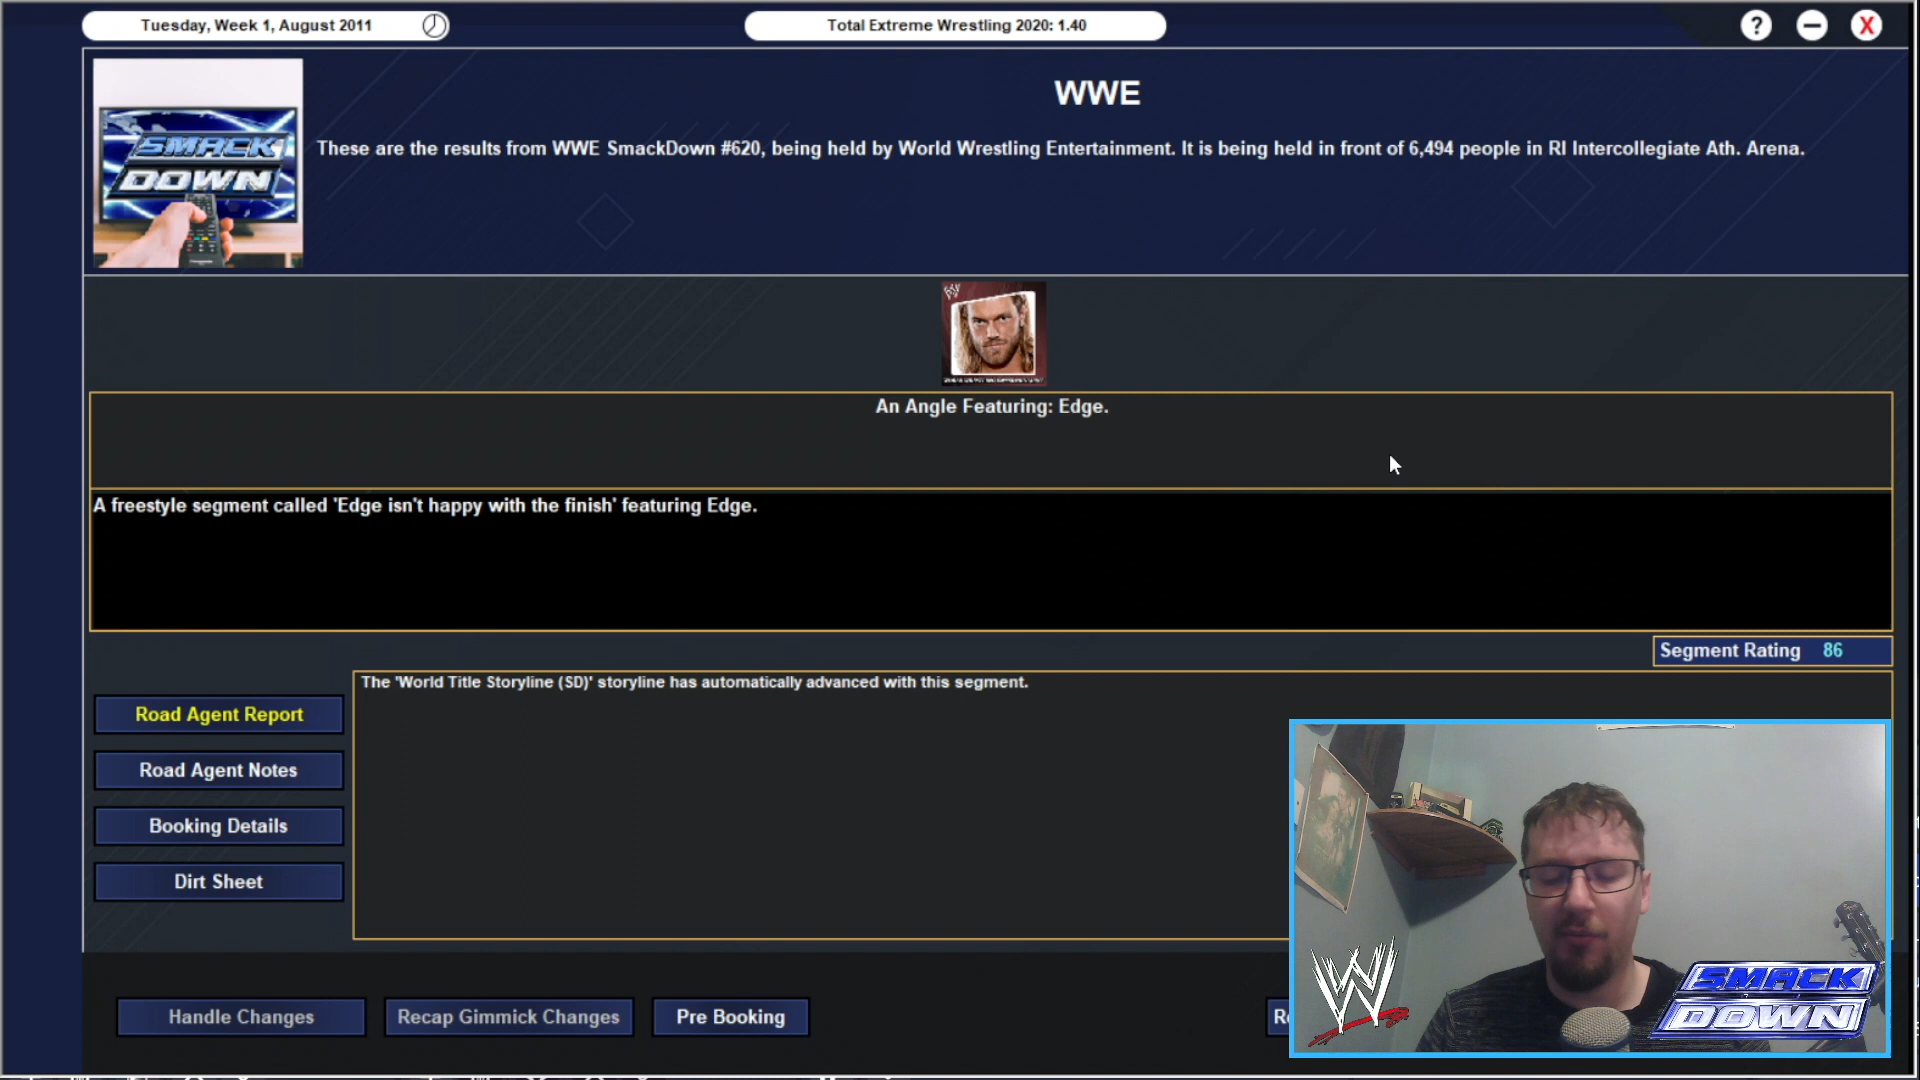 Tuesday, Week 1, August 2011
Total Extreme Wrestling 2020: 1.40
?
X
WWE
SMACK
DOWN
These are the results from WWE SmackDown #620, being held by World Wrestling Entertainment. It is being held in front of 6,494 people in RI Intercollegiate Ath. Arena.
An Angle Featuring: Edge.
A freestyle segment called 'Edge isn't happy with the finish' featuring Edge.
Segment Rating 86
The 'World Title Storyline (SD)' storyline has automatically advanced with this segment.
Road Agent Report
Road Agent Notes
Booking Details
Dirt Sheet
Handle Changes
Recap Gimmick Changes
Pre Booking
W
SMACK
DOWN